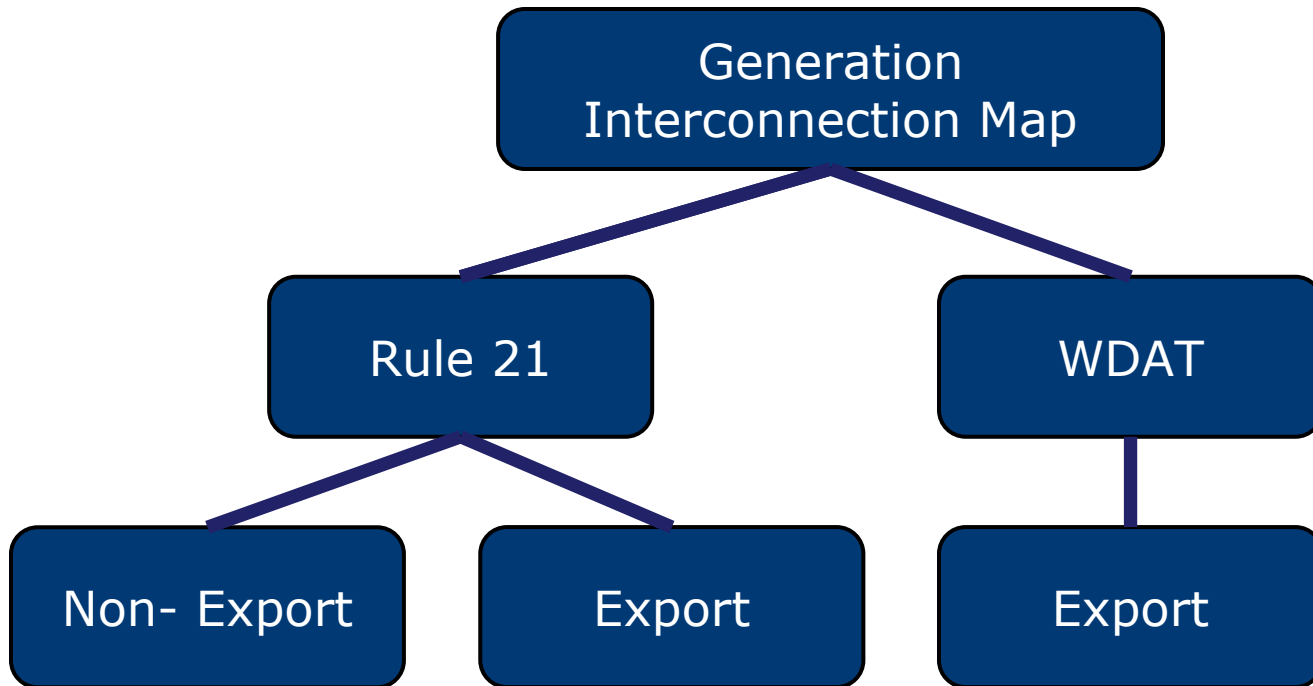 Generation
Interconnection Map
Rule 21
WDAT
Non- Export
Export
Export